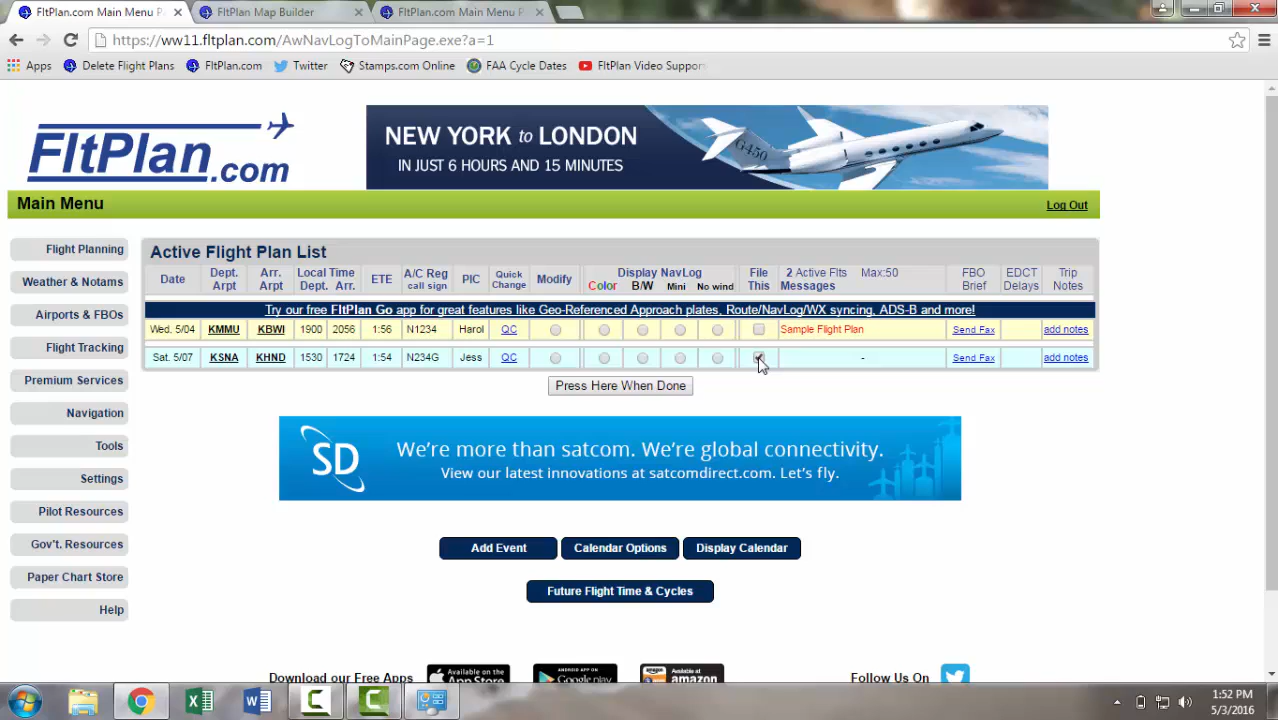 FltPlan.com Main Menu P
FltPlan Map Builder
FltPlan.com Main Menu P
https://ww11.fltplan.com/AwNavLogToMainPage.exe?a=1
Apps
Delete Flight Plans
FltPlan.com
Twitter
Stamps.com Online
FAA Cycle Dates
FltPlan Video Support
FltPlan.com
NEW YORK to LONDON
IN JUST 6 HOURS AND 15 MINUTES
G450
Main Menu
Log Out
Flight Planning
Weather & Notams
Airports & FBOs
Flight Tracking
Premium Services
Navigation
Tools
Settings
Pilot Resources
Gov't. Resources
Paper Chart Store
Help
Active Flight Plan List
Date Dept. Arpt Arr. Arpt Local Time Dep. Arr. ETE A/C Reg call sign PIC Quick Change Modify Display NavLog Color B/W Mini No wind File This 2 Active Flts Max:50 Messages FBO Brief EDCT Delays Trip Notes
Try our free FltPlan Go app for great features like Geo-Referenced Approach plates, Route/NavLog/WX syncing, ADS-B and more!
Wed. 5/04 KMMU KBWI 1900 2056 1:56 N1234 Harol QC Sample Flight Plan Send Fax add notes
Sat. 5/07 KSNA KHND 1530 1724 1:54 N234G Jess QC - Send Fax add notes
Press Here When Done
SD
We're more than satcom. We're global connectivity.
View our latest innovations at satcomdirect.com. Let's fly.
Add Event
Calendar Options
Display Calendar
Future Flight Time & Cycles
Download our Free Apps
Available on the
App Store
ANDROID APP ON
Google play
Available at
amazon
Follow Us On
1:52 PM
5/3/2016